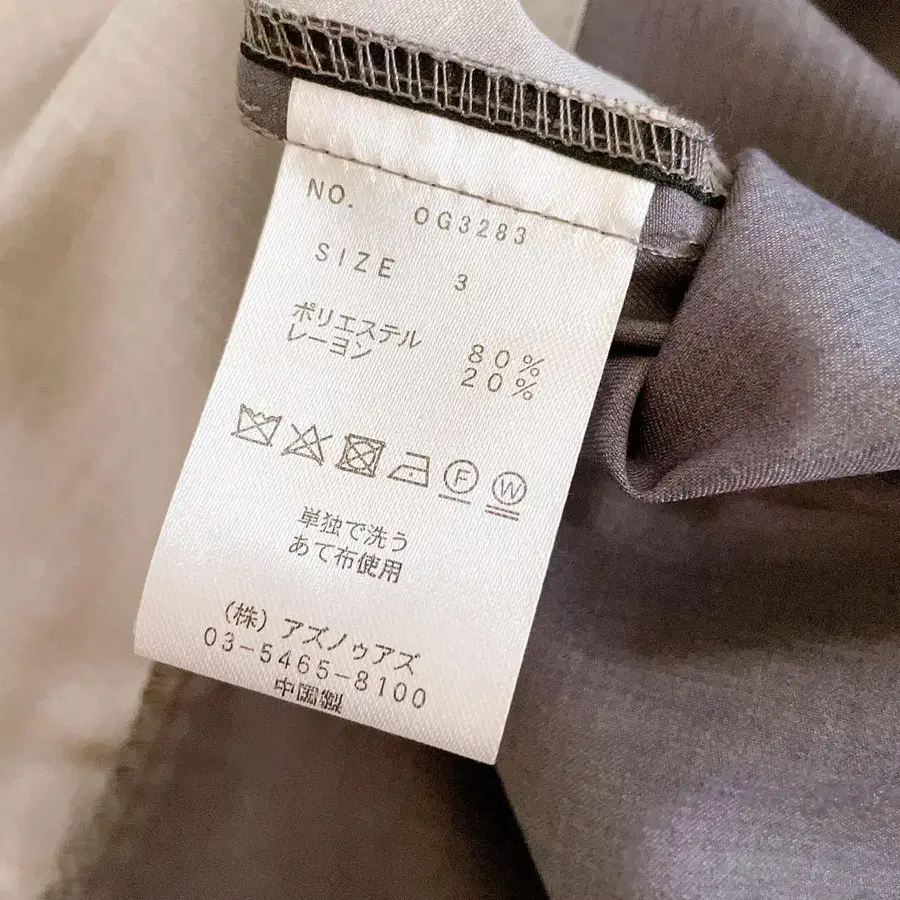 NO. OG3283
SIZE 3
ポリエステル 80%
レーヨン 20%
F W
単独で洗う
あて布使用
(株)アズノゥアズ
03-5465-8100
中国製